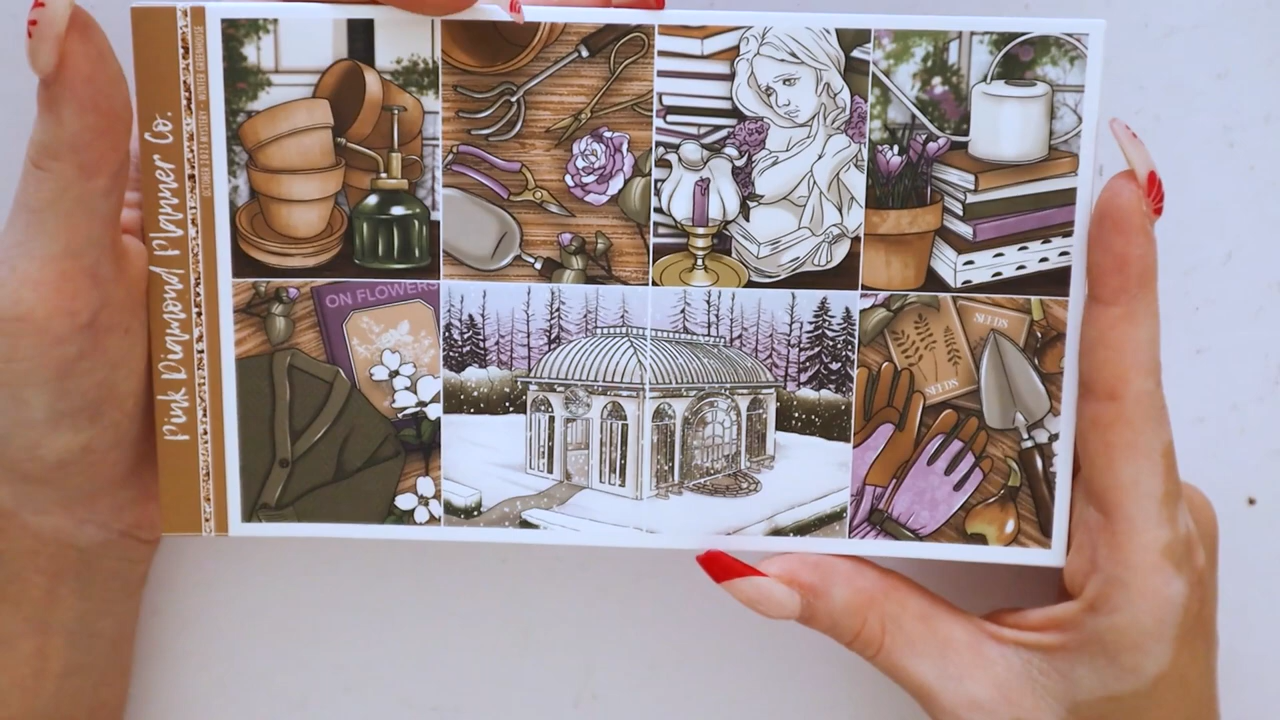 Pink Diamond Planner Co.
OCTOBER 2023 MYSTERY - WINTER GREENHOUSE
ON FLOWERS
SEEDS
SEEDS